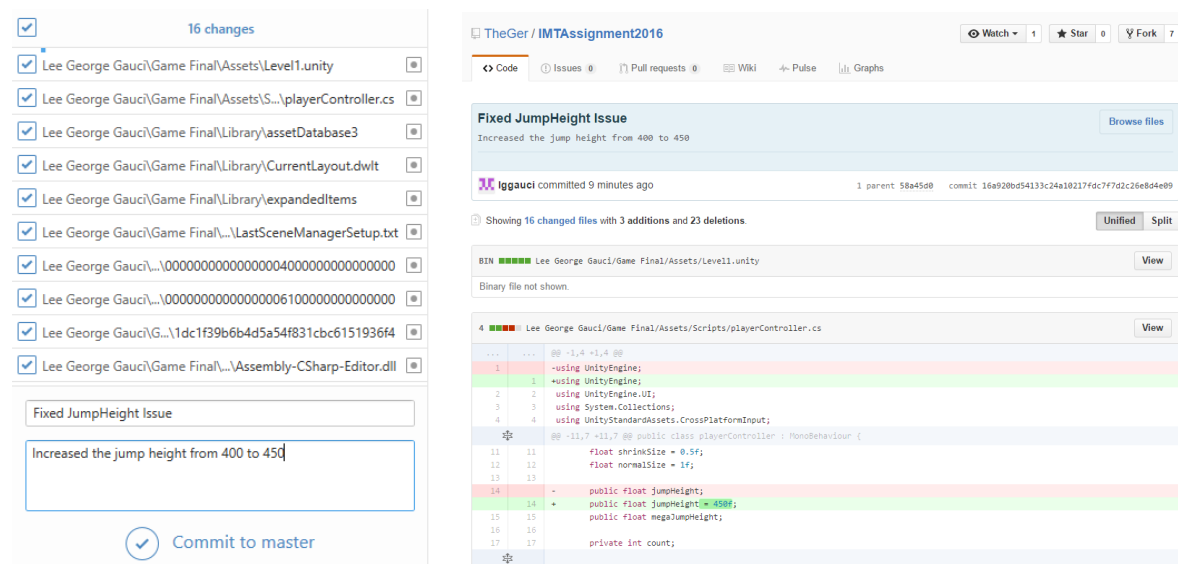 16 changes
Lee George Gauci\Game Final\Assets\Level1.unity
Lee George Gauci\Game Final\Assets\S...\playerController.cs
Lee George Gauci\Game Final\Library\assetDatabase3
Lee George Gauci\Game Final\Library\CurrentLayout.dwlt
Lee George Gauci\Game Final\Library\expandedItems
Lee George Gauci\Game Final\...\LastSceneManagerSetup.txt
Lee George Gauci\...\00000000000000004000000000000000
Lee George Gauci\...\00000000000000006100000000000000
Lee George Gauci\G...\1dc1f39b6b4d5a54f831cbc6151936f4
Lee George Gauci\Game Final\...\Assembly-CSharp-Editor.dll
Fixed JumpHeight Issue
Increased the jump height from 400 to 450
Commit to master
TheGer / IMTAssignment2016
Watch 1 Star 0 Fork 7
Code Issues 0 Pull requests 0 Wiki Pulse Graphs
Fixed JumpHeight Issue
Browse files
Increased the jump height from 400 to 450
lggauci committed 9 minutes ago 1 parent 58a45d0 commit 16a920bd54133c24a10217fdc7f7d2c26e8d4e09
Showing 16 changed files with 3 additions and 23 deletions. Unified Split
BIN Lee George Gauci/Game Final/Assets/Level1.unity View
Binary file not shown.
4 Lee George Gauci/Game Final/Assets/Scripts/playerController.cs View
... ... @@ -1,4 +1,4 @@
1 -using UnityEngine;
1 +using UnityEngine;
2 2 using UnityEngine.UI;
3 3 using System.Collections;
4 4 using UnityStandardAssets.CrossPlatformInput;
@@ -11,7 +11,7 @@ public class playerController : MonoBehaviour {
11 11 float shrinkSize = 0.5f;
12 12 float normalSize = 1f;
13 13
14 - public float jumpHeight;
14 + public float jumpHeight = 450f;
15 15 public float megaJumpHeight;
16 16
17 17 private int count;